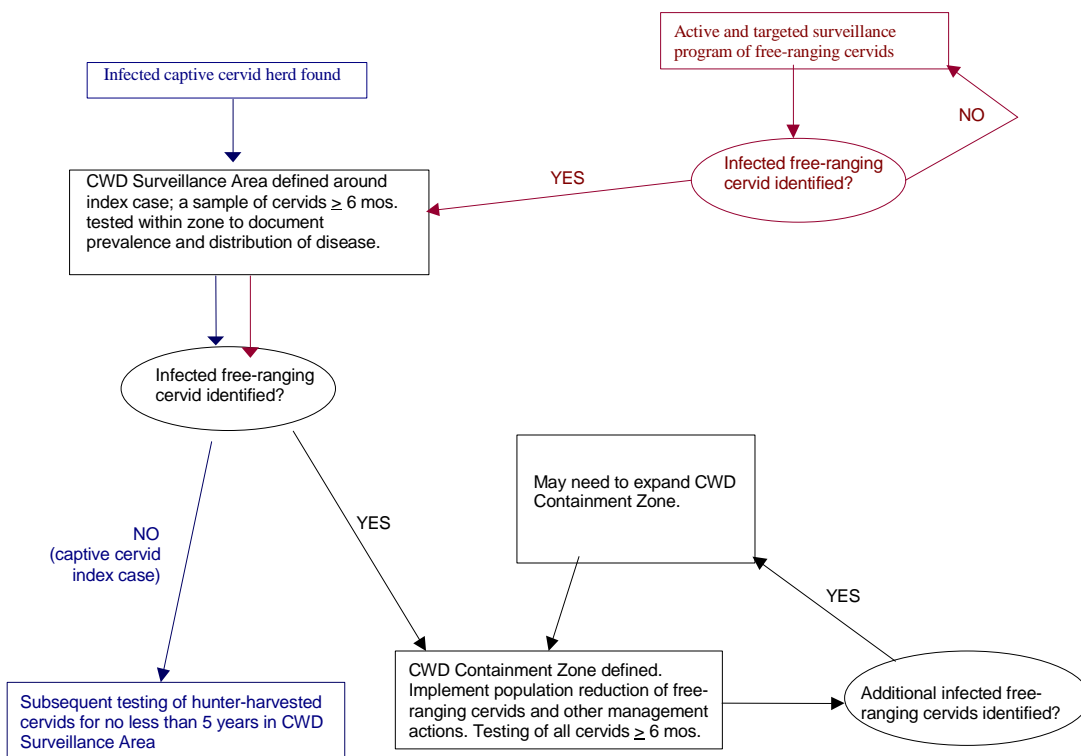 Active and targeted surveillance
program of free-ranging cervids
Infected captive cervid herd found
NO
Infected free-ranging
cervid identified?
YES
CWD Surveillance Area defined around
index case; a sample of cervids ≥ 6 mos.
tested within zone to document
prevalence and distribution of disease.
Infected free-ranging
cervid identified?
May need to expand CWD
Containment Zone.
YES
NO
(captive cervid
index case)
YES
CWD Containment Zone defined.
Implement population reduction of free-
ranging cervids and other management
actions. Testing of all cervids ≥ 6 mos.
Additional infected free-
ranging cervids identified?
Subsequent testing of hunter-harvested
cervids for no less than 5 years in CWD
Surveillance Area